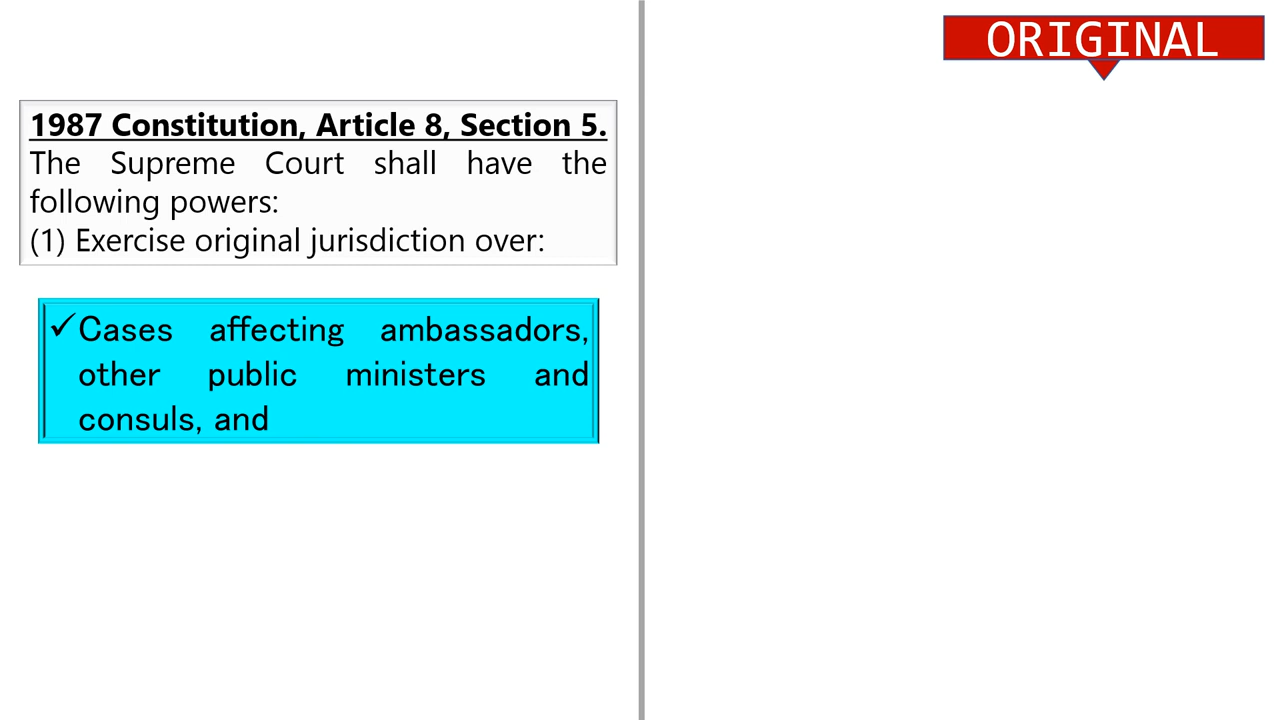 ORIGINAL
1987 Constitution, Article 8, Section 5.
The Supreme Court shall have the
following powers:
(1) Exercise original jurisdiction over:
✓Cases affecting ambassadors,
other public ministers and
consuls, and